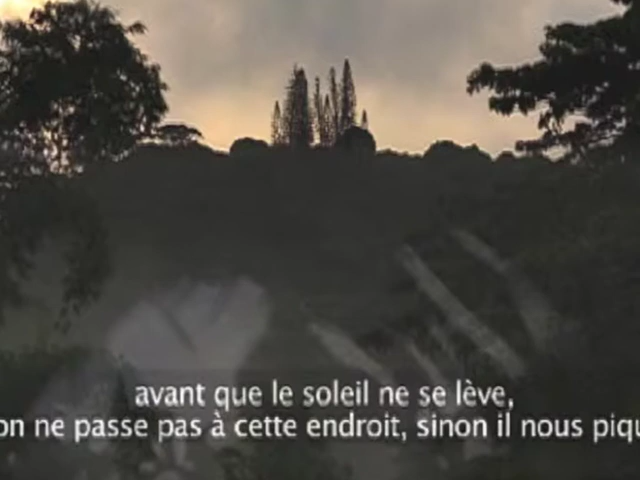 avant que le soleil ne se lève,
on ne passe pas à cette endroit, sinon il nous